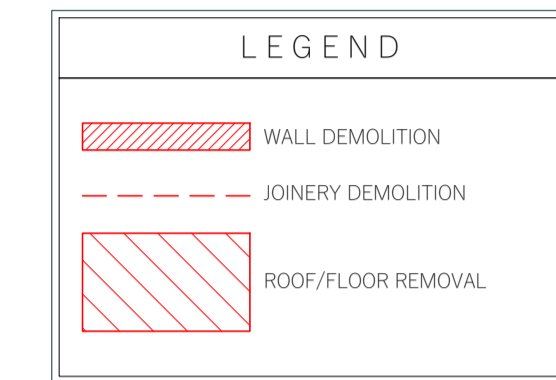 LEGEND
WALL DEMOLITION
JOINERY DEMOLITION
ROOF/FLOOR REMOVAL